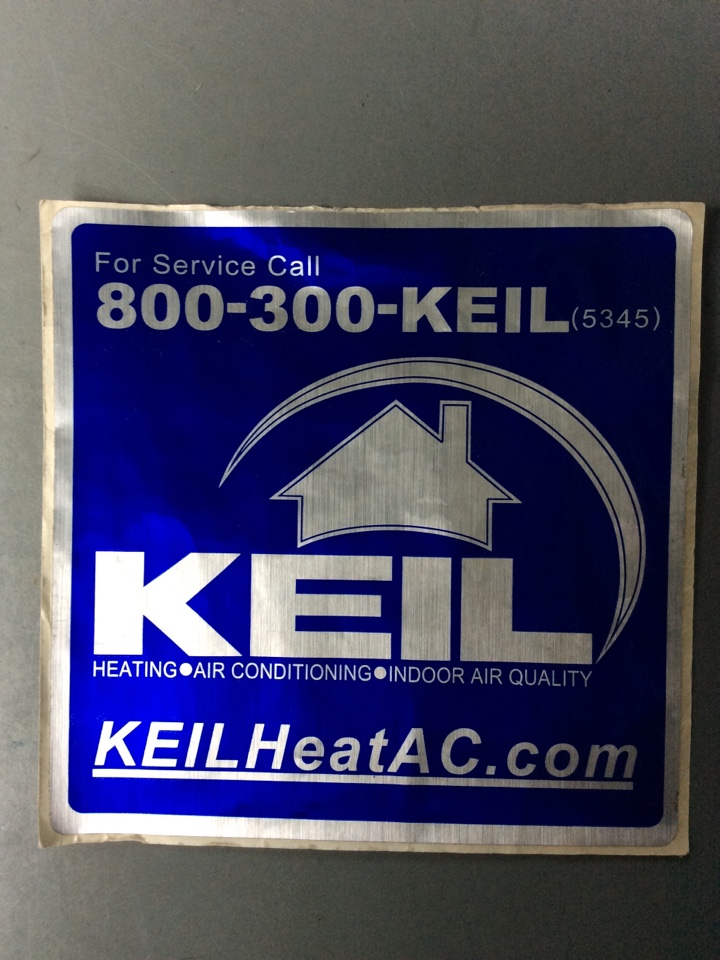 For Service Call
800-300-KEIL(5345)
KEIL
HEATING●AIR CONDITIONING●INDOOR AIR QUALITY
KEILHeatAC.com